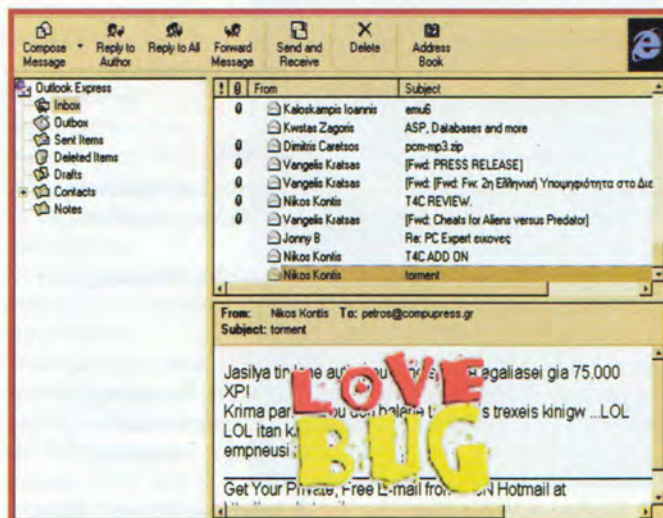 Compose Message
Reply to Author
Reply to All
Forward Message
Send and Receive
Delete
Address Book
Outlook Express
Inbox
Outbox
Sent Items
Deleted Items
Drafts
Contacts
Notes
! From Subject
Kaloskampis Ioannis emu6
Kwstas Zagoris ASP, Databases and more
Dimitris Caretsos pcm-mp3.zip
Vangelis Kratsas [Fwd: PRESS RELEASE]
Vangelis Kratsas [Fwd: [Fwd: Fw: 2η Ελληνική Υποψηφιότητα στο Διε
Nikos Kontis T4C REVIEW.
Vangelis Kratsas [Fwd: Cheats for Aliens versus Predator]
Jonny B Re: PC Expert εικονες
Nikos Kontis T4C ADD ON
Nikos Kontis torment
From: Nikos Kontis To: petros@compupress.gr
Subject: torment
Jasilya agaliasei gia 75.000
XP!
Krima trexeis kinigw ...LOL
LOL itan
empneusi
LOVE
BUG
Get Your Private, Free E-mail from MSN Hotmail at